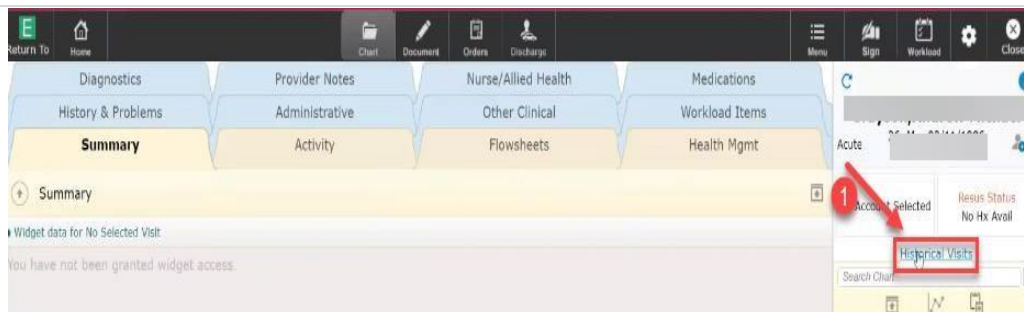 E
Return To Home Chart Document Orders Discharge Menu Sign Workload Close
Diagnostics Provider Notes Nurse/Allied Health Medications
History & Problems Administrative Other Clinical Workload Items
Summary Activity Flowsheets Health Mgmt
Acute
Summary
1
Account Selected
Resus Status
No Hx Avail
Widget data for No Selected Visit
Historical Visits
You have not been granted widget access.
Search Chart